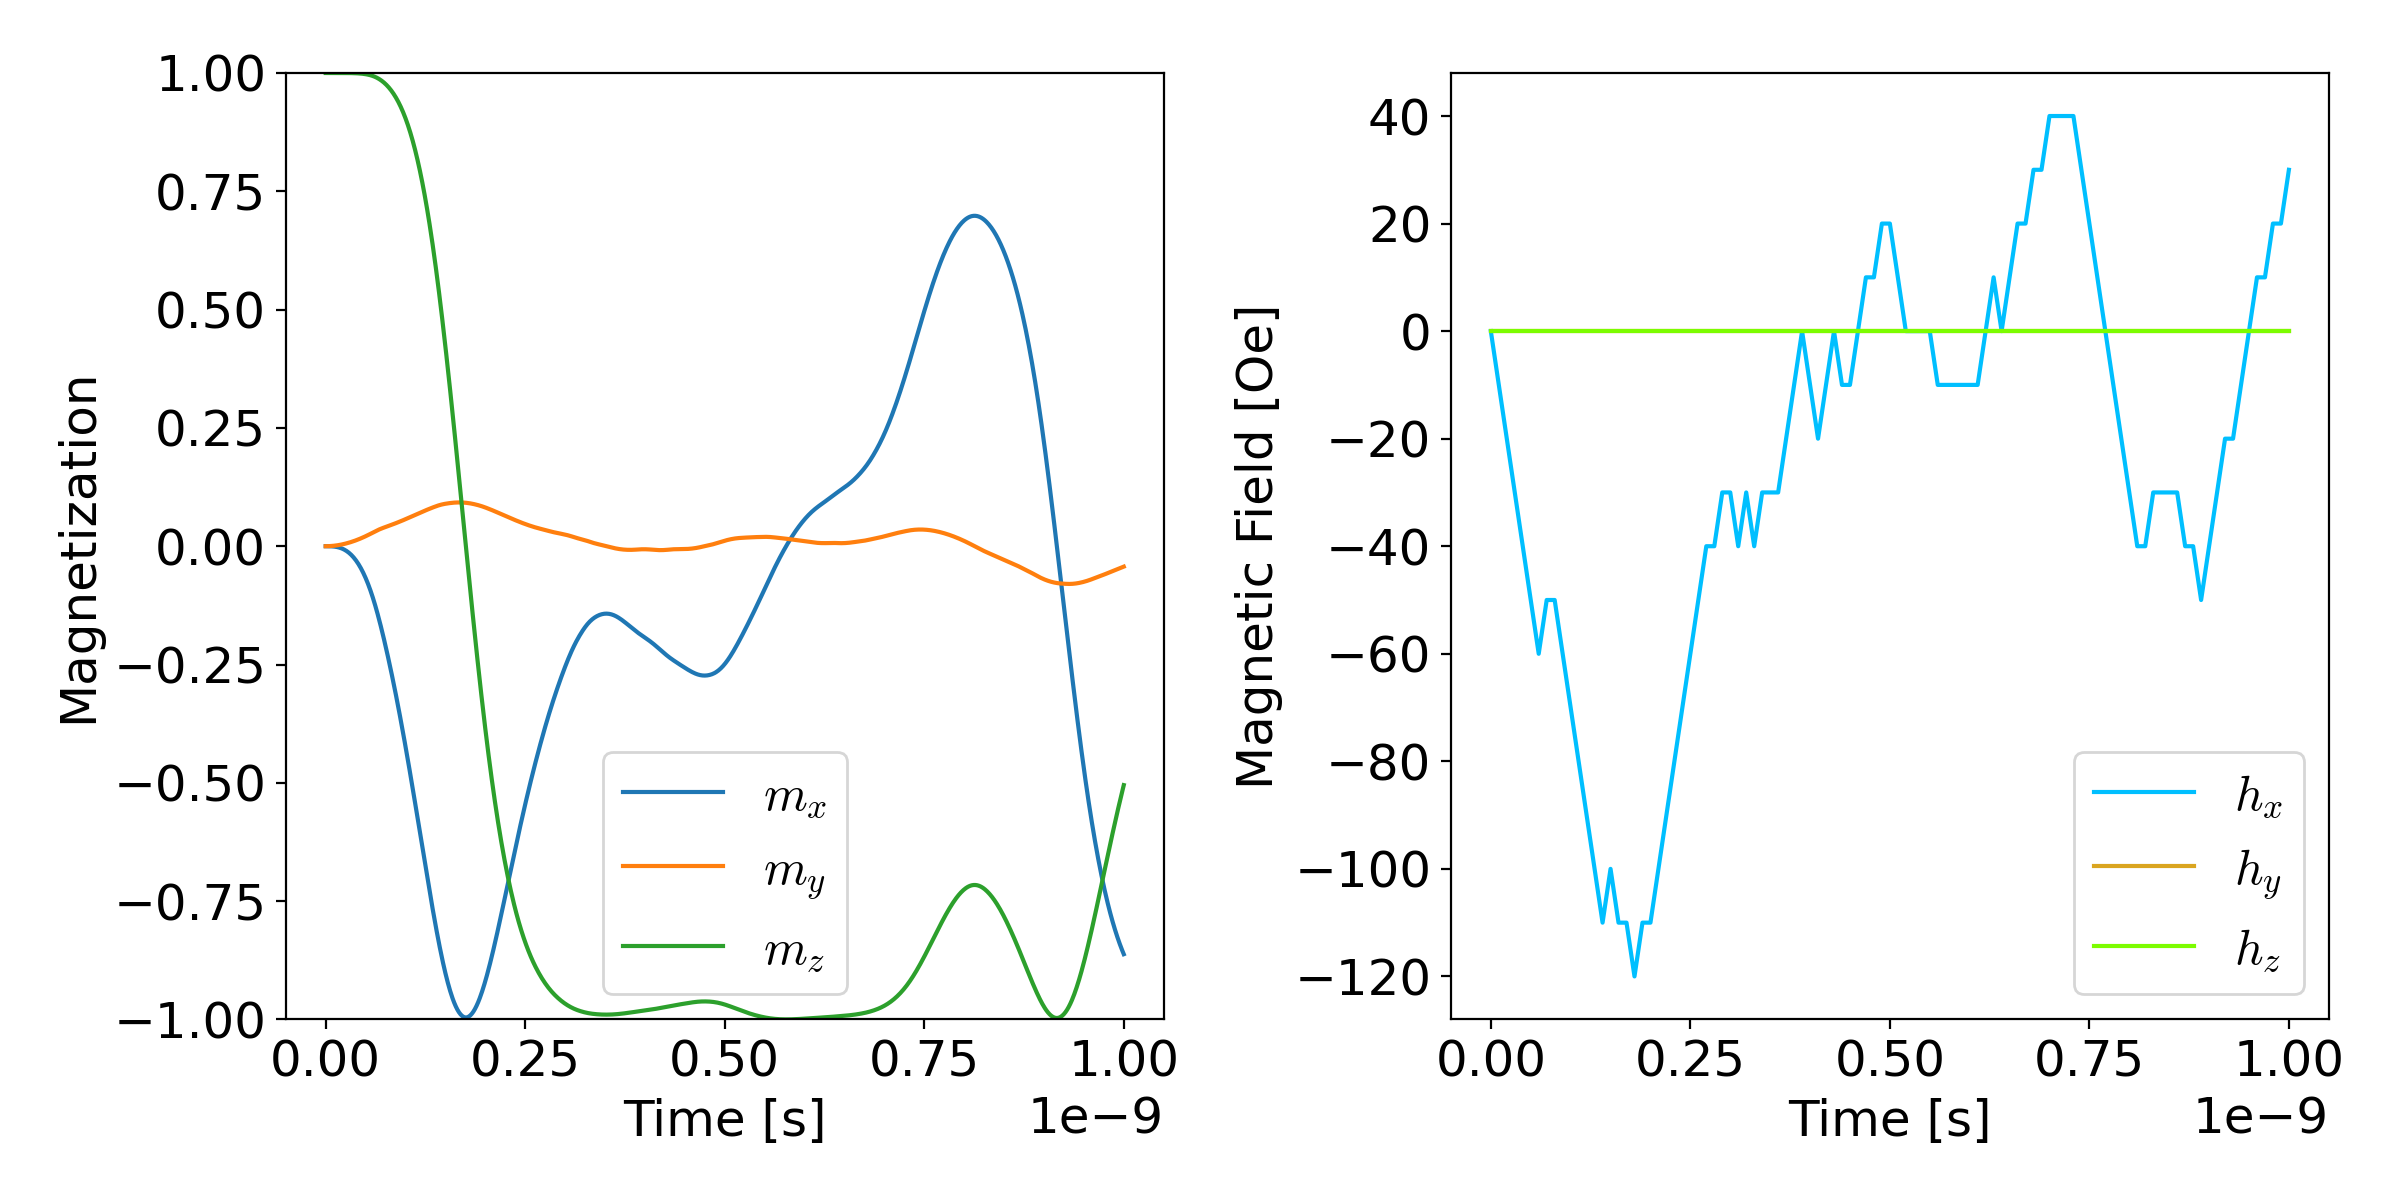 1.00
0.75
0.50
0.25
0.00
−0.25
−0.50
−0.75
−1.00
Magnetization
0.00 0.25 0.50 0.75 1.00
Time [s]
1e−9
m_x
m_y
m_z
40
20
0
−20
−40
−60
−80
−100
−120
Magnetic Field [Oe]
0.00 0.25 0.50 0.75 1.00
Time [s]
1e−9
h_x
h_y
h_z